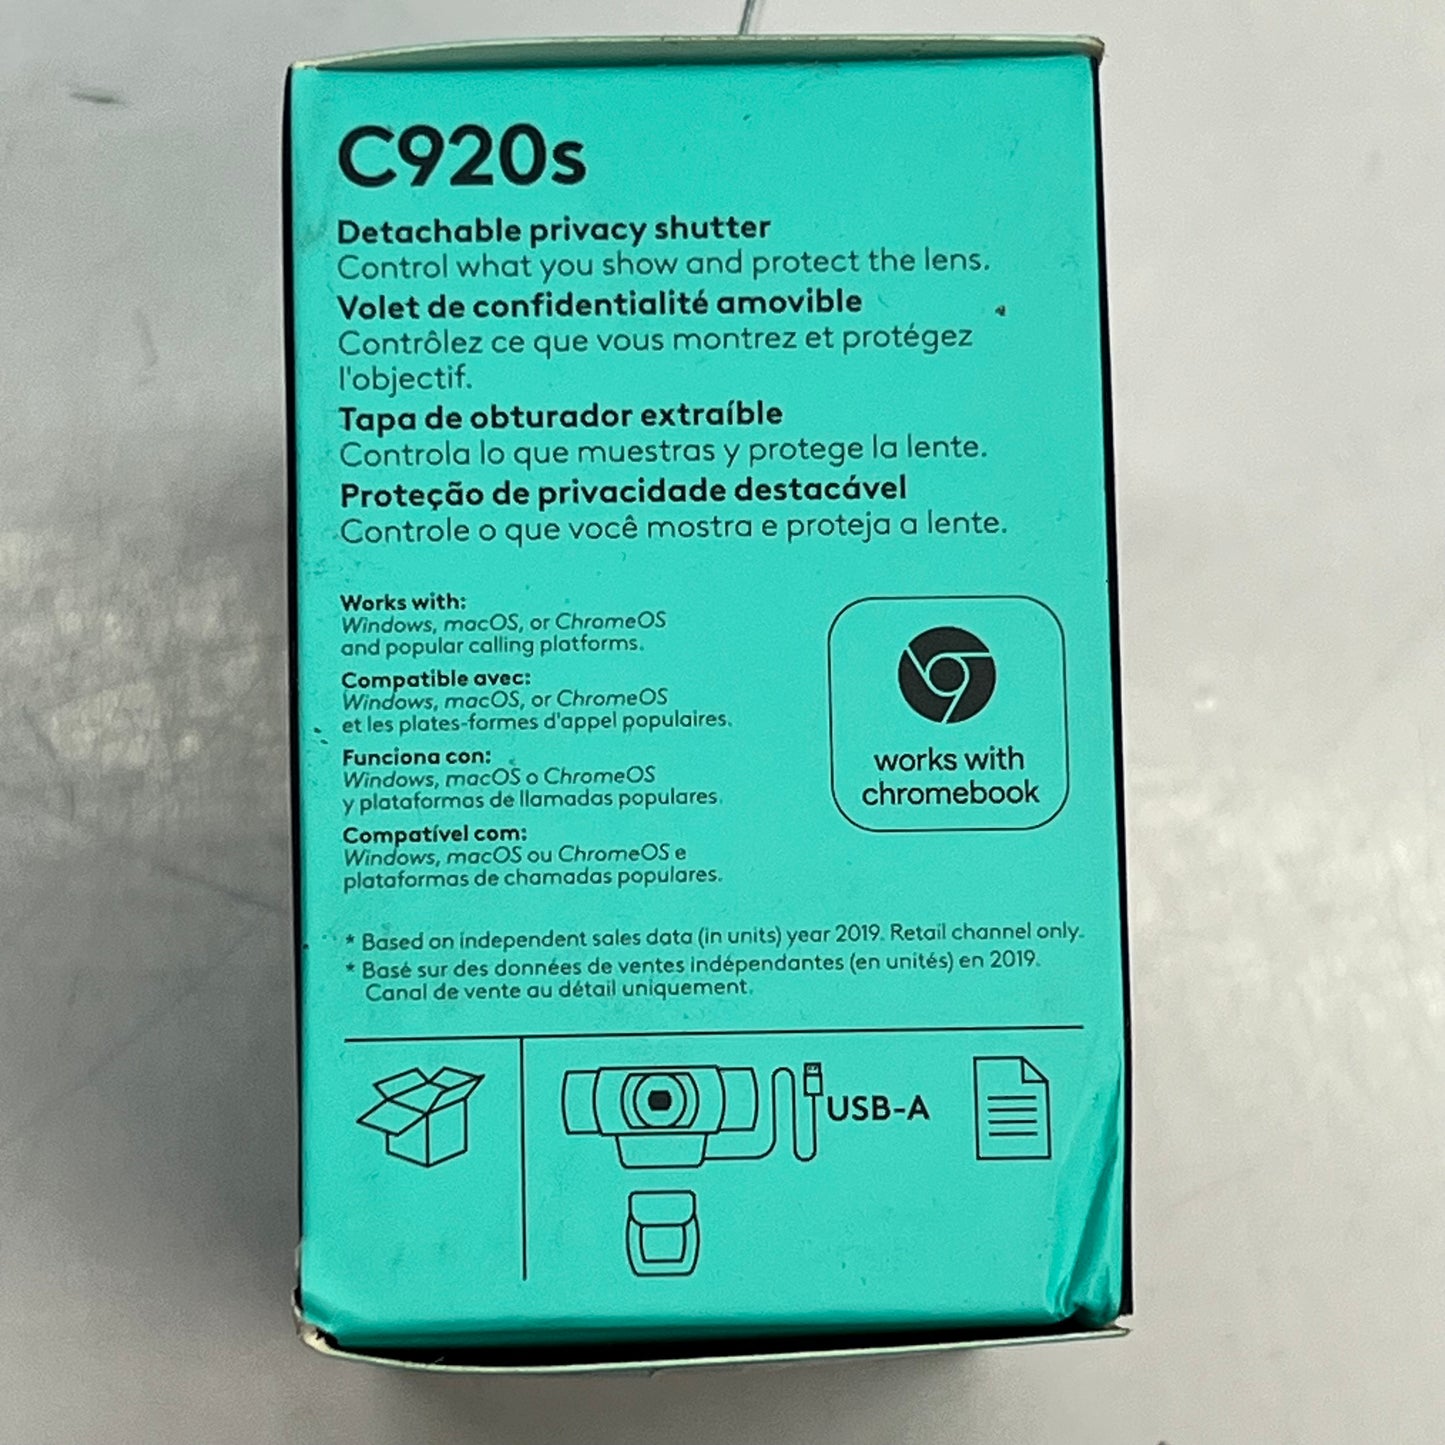 C920s
Detachable privacy shutter
Control what you show and protect the lens.
Volet de confidentialité amovible
Contrôlez ce que vous montrez et protégez
l'objectif.
Tapa de obturador extraíble
Controla lo que muestras y protege la lente.
Proteção de privacidade destacável
Controle o que você mostra e proteja a lente.
Works with:
Windows, macOS, or ChromeOS
and popular calling platforms.
Compatible avec:
Windows, macOS, or ChromeOS
et les plates-formes d'appel populaires.
Funciona con:
Windows, macOS o ChromeOS
y plataformas de llamadas populares.
Compatível com:
Windows, macOS ou ChromeOS e
plataformas de chamadas populares.
works with
chromebook
* Based on independent sales data (in units) year 2019. Retail channel only.
* Basé sur des données de ventes indépendantes (en unités) en 2019.
Canal de vente au détail uniquement.
USB-A